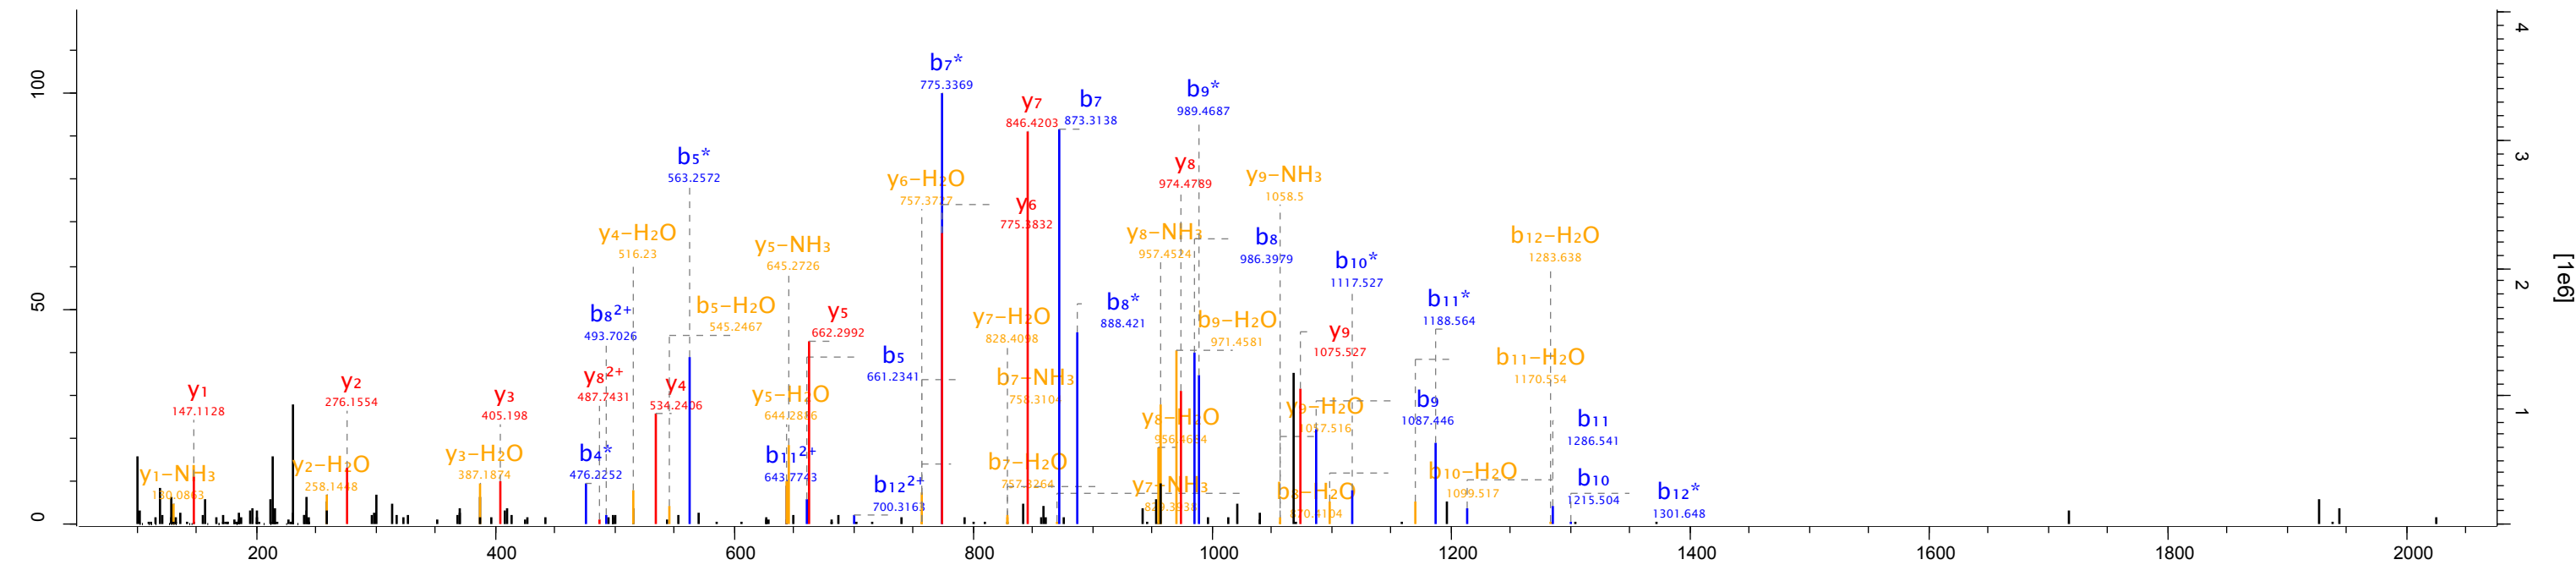 b₇*
775.3369
b₉*
989.4687
y₇
846.4203
b₇
873.3138
b₅*
563.2572
y₈
974.4789
y₆−H₂O
757.3727
y₉−NH₃
1058.5
y₆
775.3832
y₄−H₂O
516.23
y₅−NH₃
645.2726
y₈−NH₃
957.4524
b₈
986.3979
b₁₂−H₂O
1283.638
b₁₀*
1117.527
b₈²⁺
493.7026
b₅−H₂O
545.2467
y₅
662.2992
y₇−H₂O
828.4098
b₈*
888.421
b₉−H₂O
971.4581
y₉
1075.527
b₁₁*
1188.564
b₁₁−H₂O
1170.554
y₁
147.1128
y₂
276.1554
y₃
405.198
y₈²⁺
487.7431
y₄
534.2406
b₅
661.2341
y₅−H₂O
644.2886
b₇−NH₃
758.3104
y₈−H₂O
956.4684
y₉−H₂O
1057.516
b₉
1087.446
b₁₁
1286.541
y₁−NH₃
130.0863
y₂−H₂O
258.1448
y₃−H₂O
387.1874
b₄*
476.2252
b₁₁²⁺
643.7743
b₁₂²⁺
700.3163
b₇−H₂O
y₇−NH₃
b₈−H₂O
870.4104
b₁₀−H₂O
1099.517
b₁₀
1215.504
b₁₂*
1301.648
0
50
100
1
2
3
4
[1e6]
200
400
600
800
1000
1200
1400
1600
1800
2000